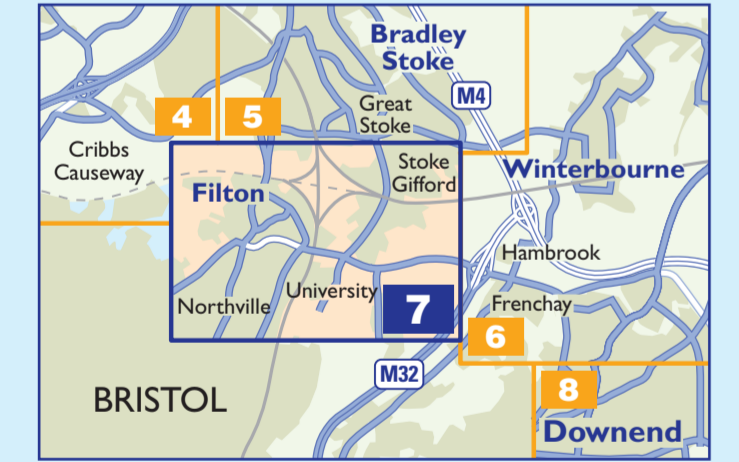 Bradley
Stoke
M4
4
5
Great
Stoke
Cribbs
Causeway
Stoke
Gifford
Winterbourne
Filton
Hambrook
University
Northville
7
Frenchay
6
M32
8
BRISTOL
Downend